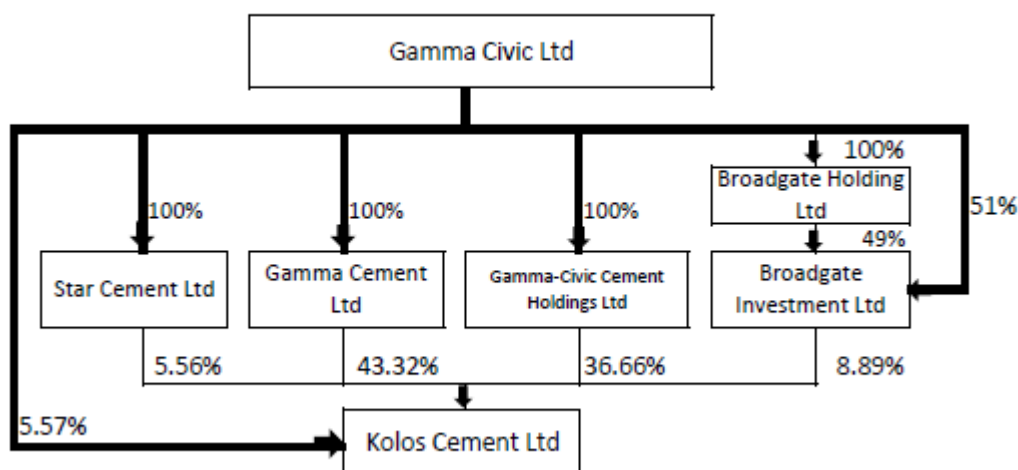 Gamma Civic Ltd
100%
Broadgate Holding
Ltd
51%
100%
100%
100%
49%
Star Cement Ltd
Gamma Cement
Ltd
Gamma-Civic Cement
Holdings Ltd
Broadgate
Investment Ltd
5.56%
43.32%
36.66%
8.89%
5.57%
Kolos Cement Ltd